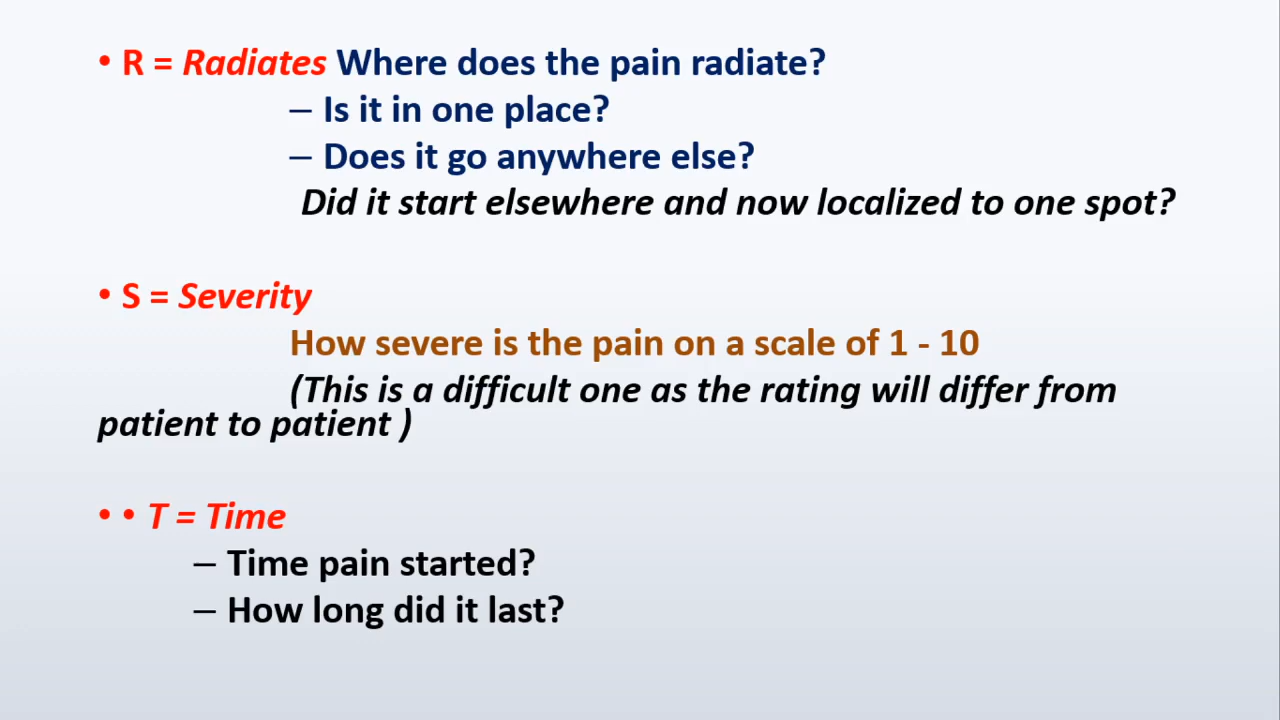 • R = Radiates Where does the pain radiate?
– Is it in one place?
– Does it go anywhere else?
Did it start elsewhere and now localized to one spot?
• S = Severity
How severe is the pain on a scale of 1 - 10
(This is a difficult one as the rating will differ from
patient to patient )
• • T = Time
– Time pain started?
– How long did it last?